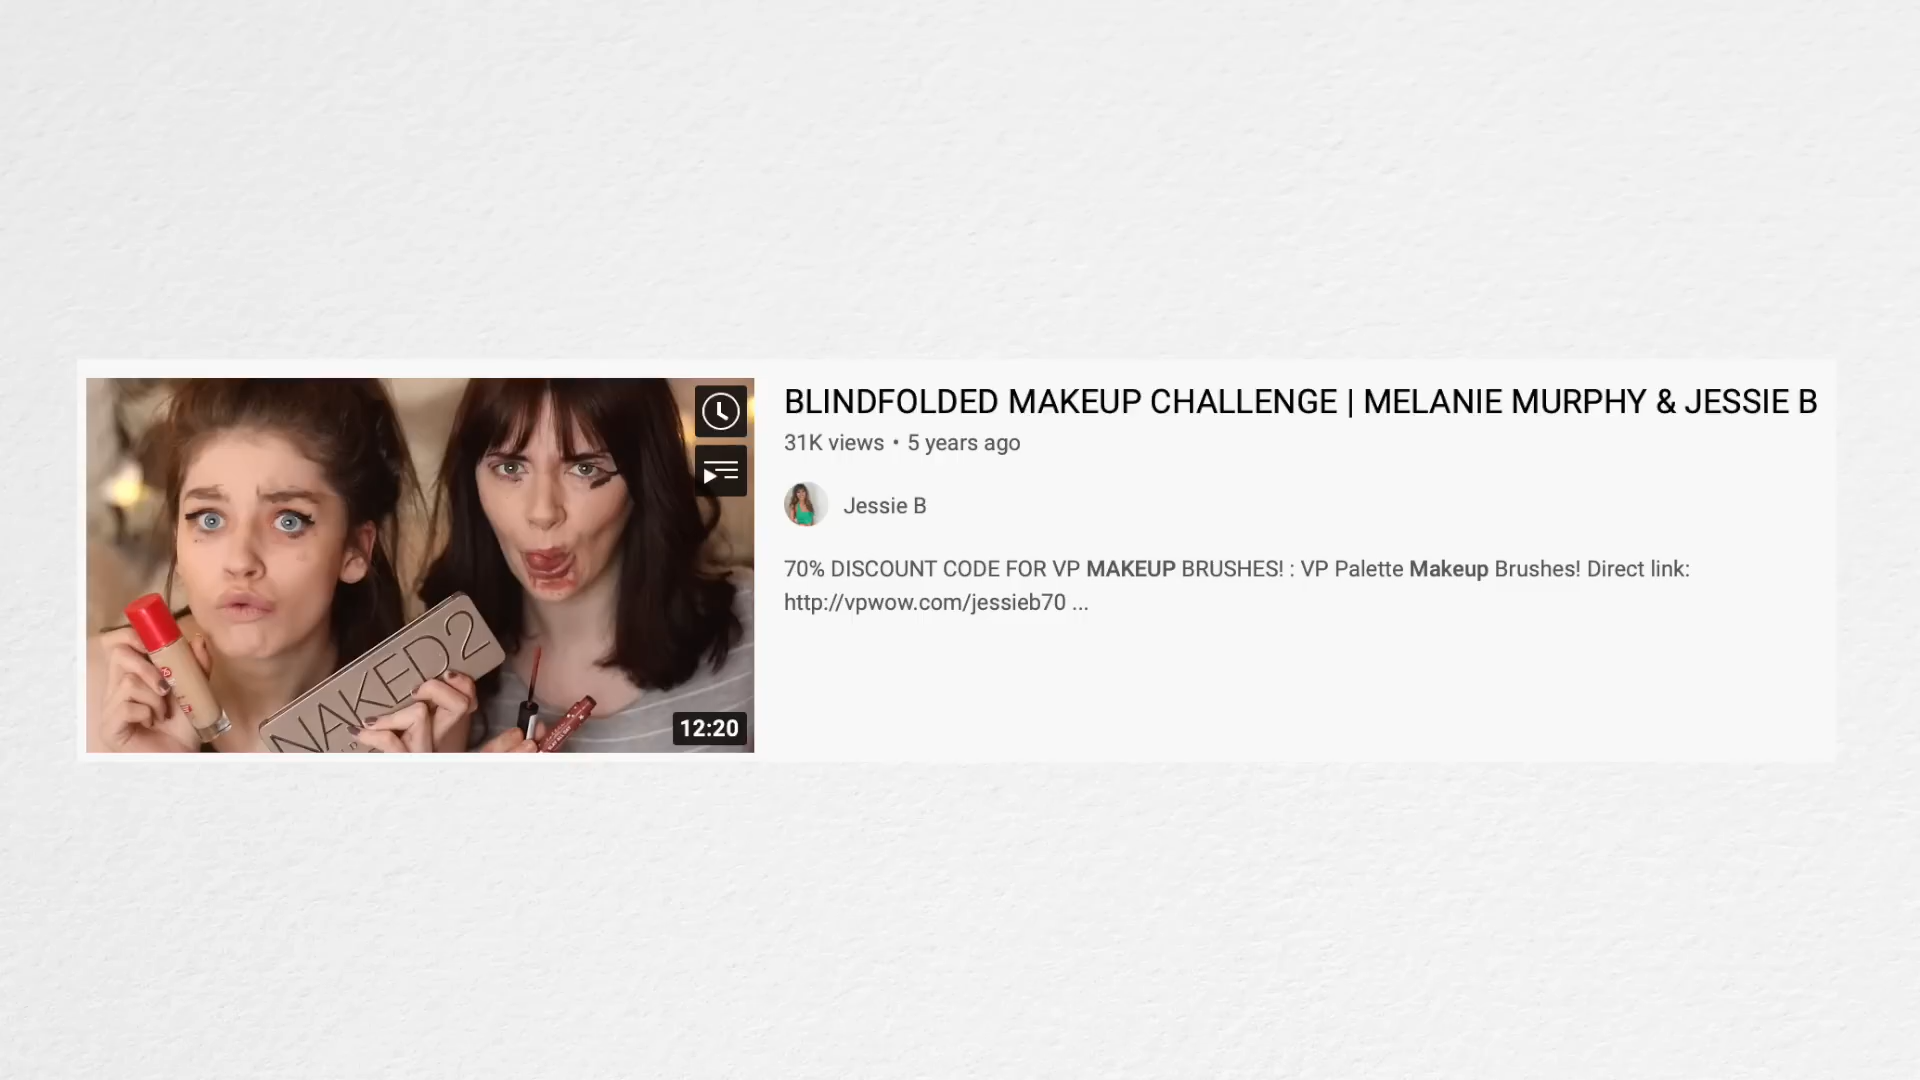 BLINDFOLDED MAKEUP CHALLENGE | MELANIE MURPHY & JESSIE B
31K views • 5 years ago
Jessie B
70% DISCOUNT CODE FOR VP MAKEUP BRUSHES! : VP Palette Makeup Brushes! Direct link:
http://vpwow.com/jessieb70 ...
NAKED2
12:20